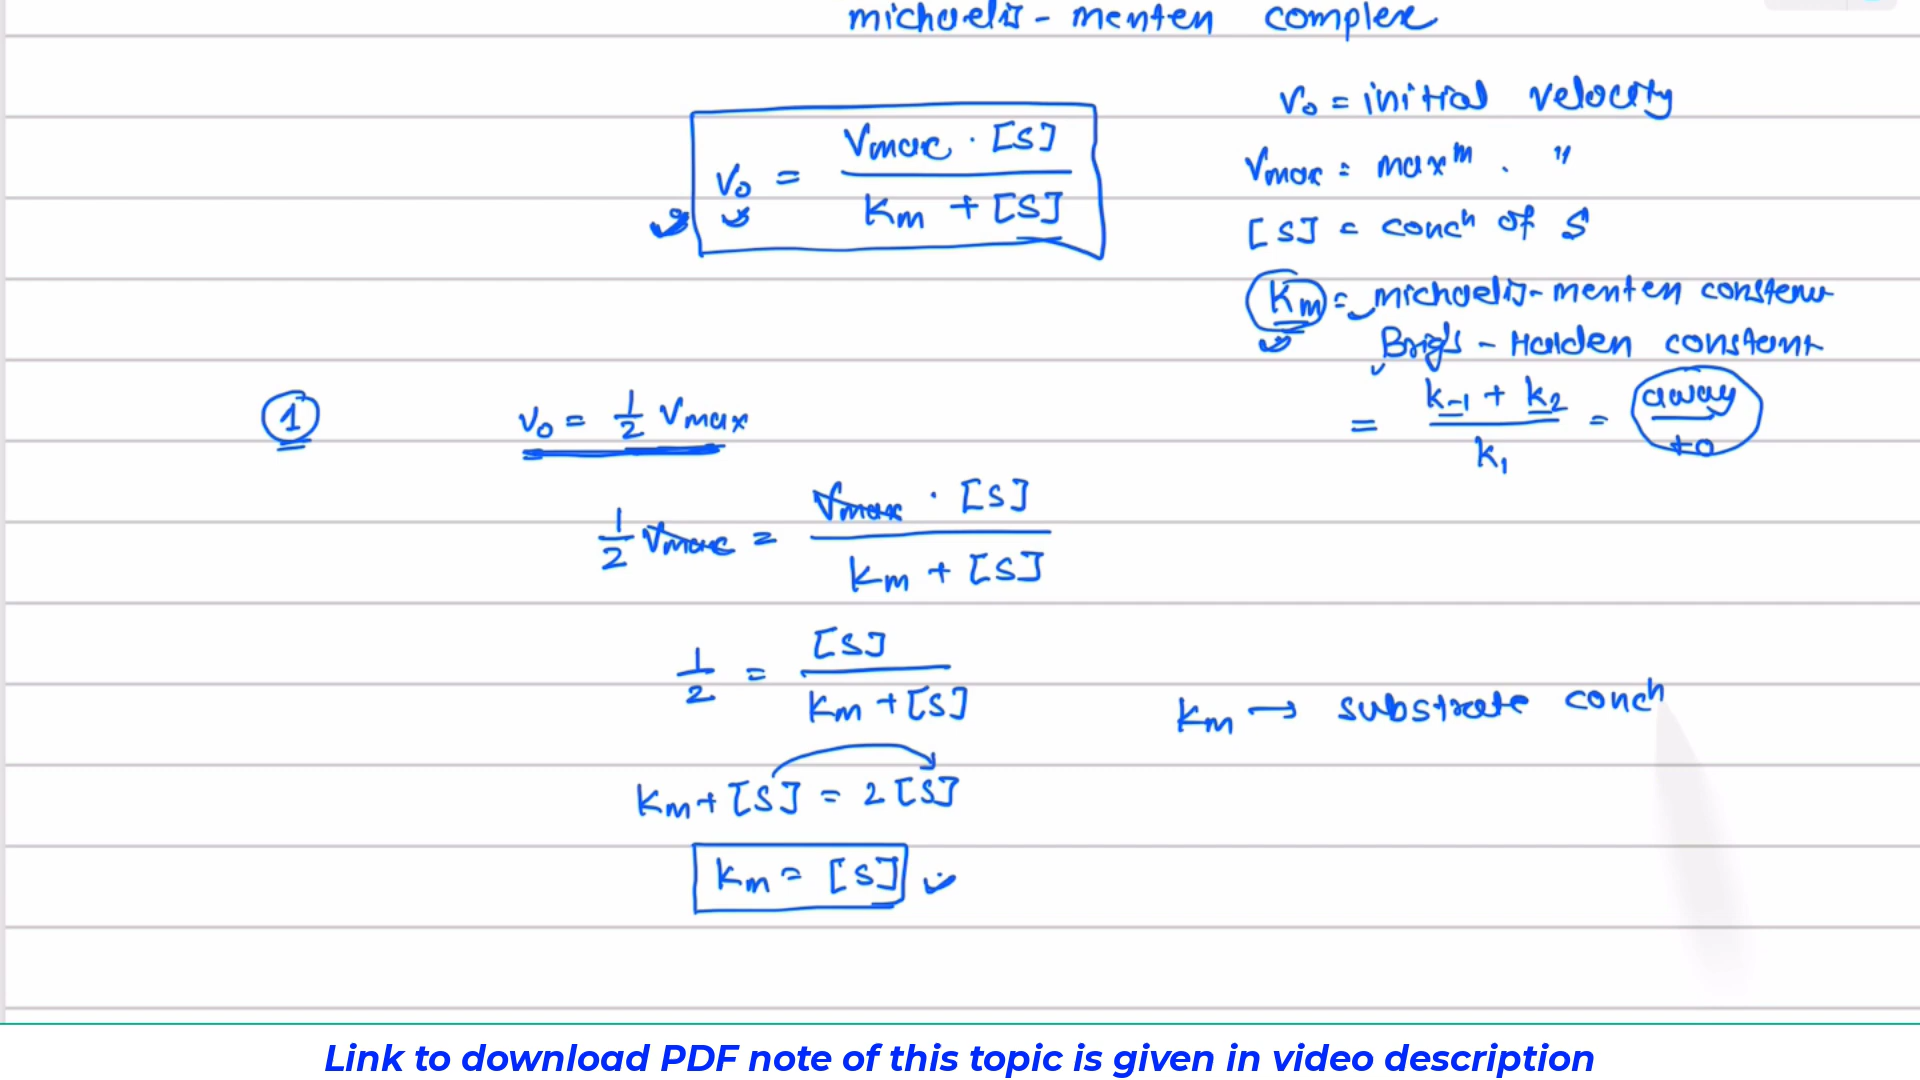 michaelis - menten complex
V₀ = Vmax · [S] / Km + [S]
V₀ = initial velocity
Vmax = maxᵐ . "
[S] = concⁿ of S
Km = michaelis-menten constant
Brig's - Halden constant
= k₋₁ + k₂ / k₁ = away / to
① V₀ = 1/2 Vmax
1/2 Vmax = Vmax · [S] / Km + [S]
1/2 = [S] / Km + [S]
Km → substrate concⁿ
Km + [S] = 2 [S]
Km = [S]
Link to download PDF note of this topic is given in video description